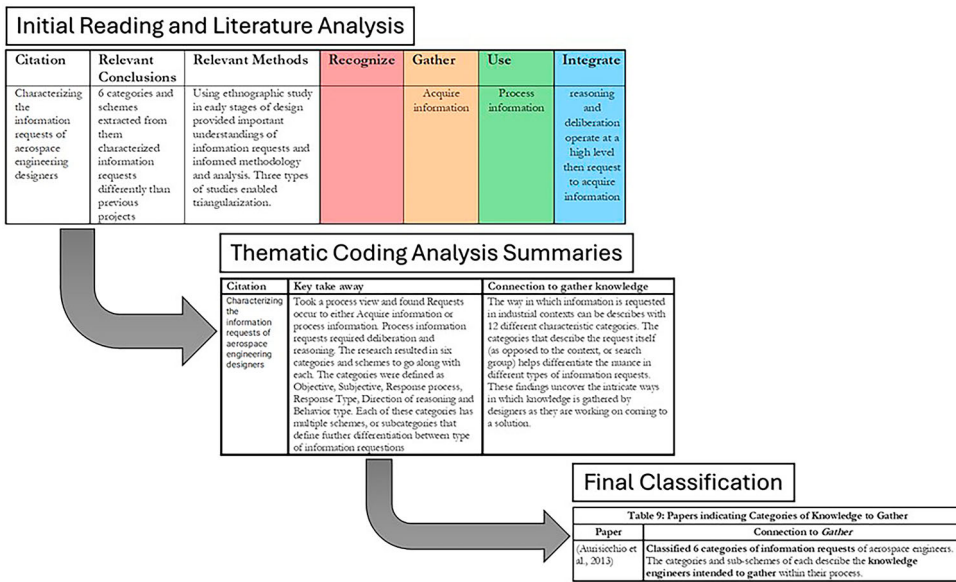 Initial Reading and Literature Analysis
Citation
Relevant
Conclusions
Relevant Methods
Recognize
Gather
Use
Integrate
Characterizing
the
information
requests of
aerospace
engineering
designers
6 categories and
schemes
extracted from
them
characterized
information
requests
differently than
previous
projects
Using ethnographic study
in early stages of design
provided important
understandings of
information requests and
informed methodology
and analysis. Three types
of studies enabled
triangularization.
Acquire
information
Process
information
reasoning
and
deliberation
operate at a
high level
then request
to acquire
information
Thematic Coding Analysis Summaries
Citation
Key take away
Connection to gather knowledge
Characterizing
the
information
requests of
aerospace
engineering
designers
Took a process view and found Requests
occur to either Acquire information or
process information. Process information
requests required deliberation and
reasoning. The research resulted in six
categories and schemes to go along with
each. The categories were defined as
Objective, Subjective, Response process,
Response Type, Direction of reasoning and
Behavior type. Each of these categories has
multiple schemes, or subcategories that
define further differentiation between type
of information requestions
The way in which information is requested
in industrial contexts can be describes with
12 different characteristic categories. The
categories that describe the request itself
(as opposed to the context, or search
group) helps differentiate the nuance in
different types of information requests.
These findings uncover the intricate ways
in which knowledge is gathered by
designers as they are working on coming to
a solution.
Final Classification
Table 9: Papers indicating Categories of Knowledge to Gather
Paper
Connection to Gather
(Aurisicchio et
al., 2013)
Classified 6 categories of information requests of aerospace engineers.
The categories and sub-schemes of each describe the knowledge
engineers intended to gather within their process.